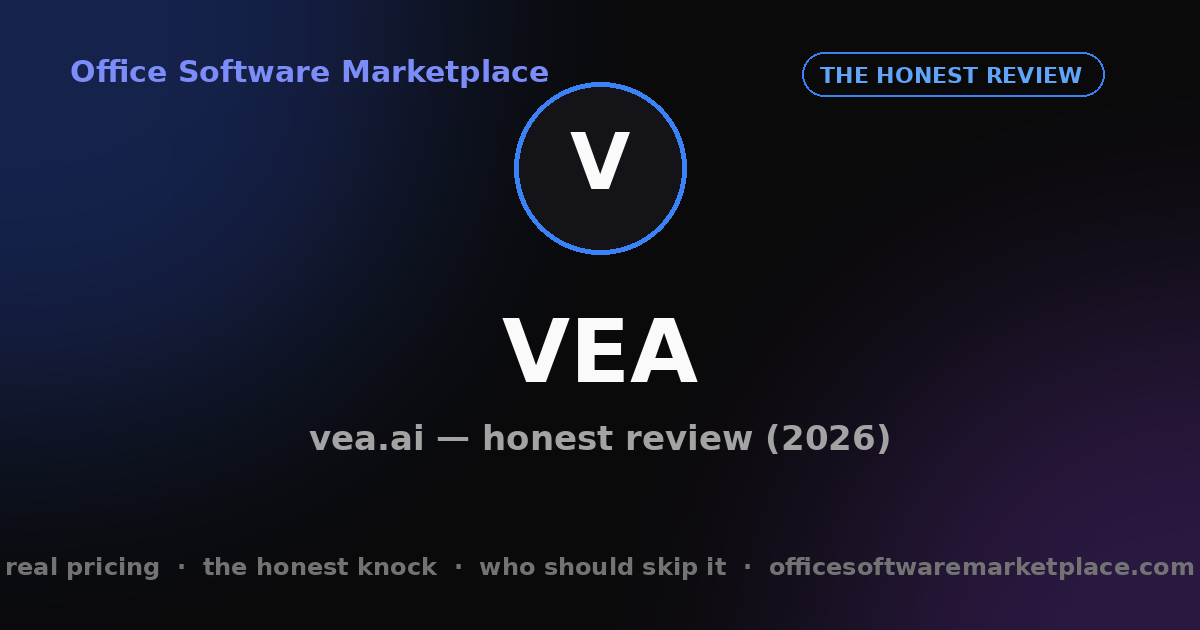 Office Software Marketplace
THE HONEST REVIEW
V
VEA
vea.ai — honest review (2026)
real pricing · the honest knock · who should skip it · officesoftwaremarketplace.com